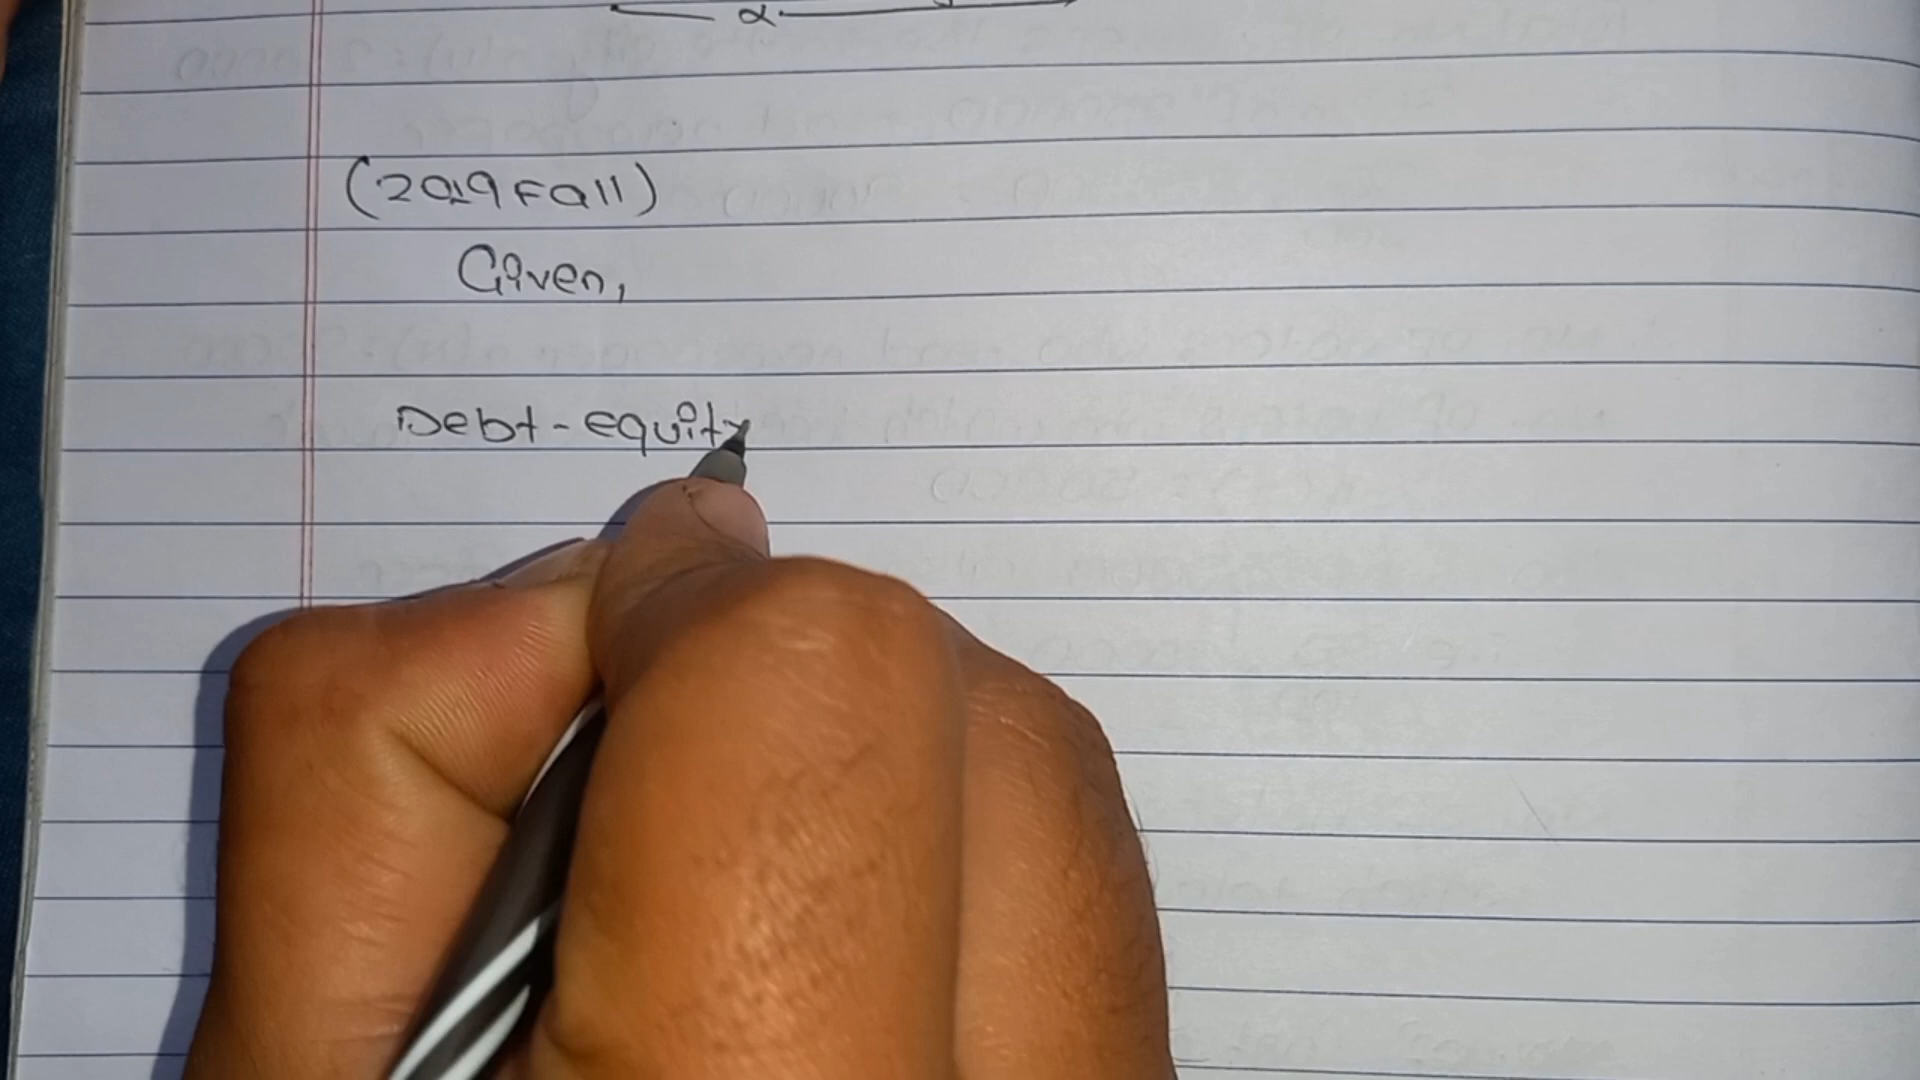 α
(2019 Fall)
Given,
Debt-equity